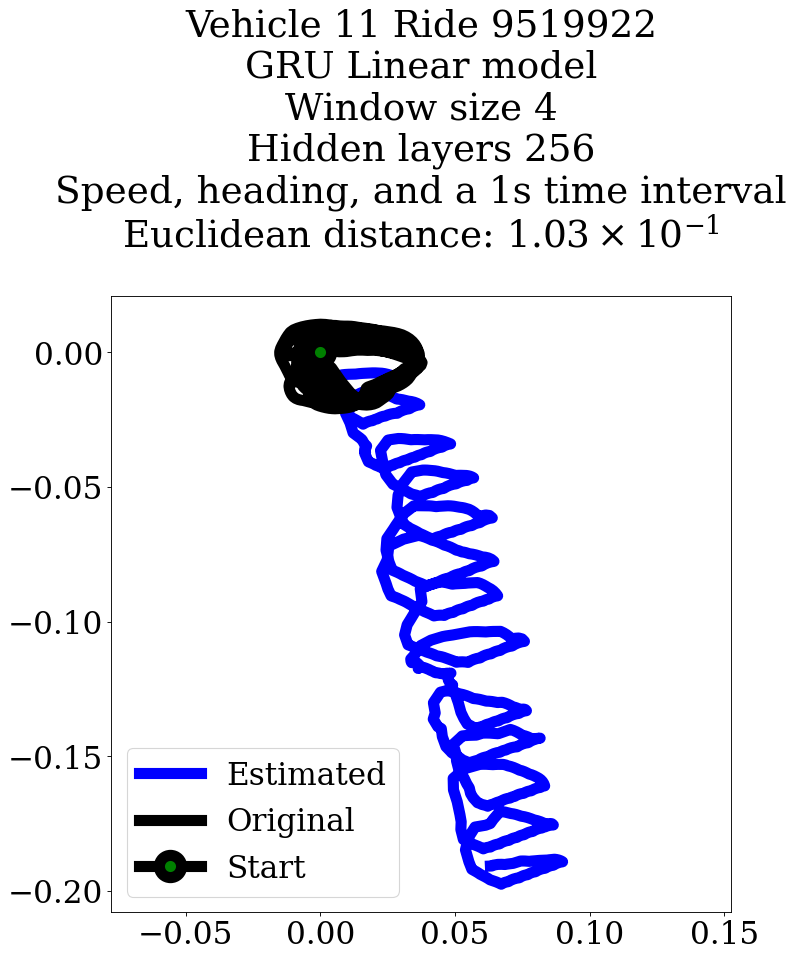 Vehicle 11 Ride 9519922
GRU Linear model
Window size 4
Hidden layers 256
Speed, heading, and a 1s time interval
Euclidean distance: 1.03 × 10⁻¹
0.00
−0.05
−0.10
−0.15
−0.20
Estimated
Original
Start
−0.05 0.00 0.05 0.10 0.15